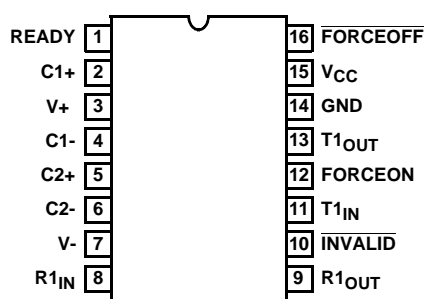 READY 1 16 FORCEOFF
C1+ 2 15 VCC
V+ 3 14 GND
C1- 4 13 T1OUT
C2+ 5 12 FORCEON
C2- 6 11 T1IN
V- 7 10 INVALID
R1IN 8 9 R1OUT